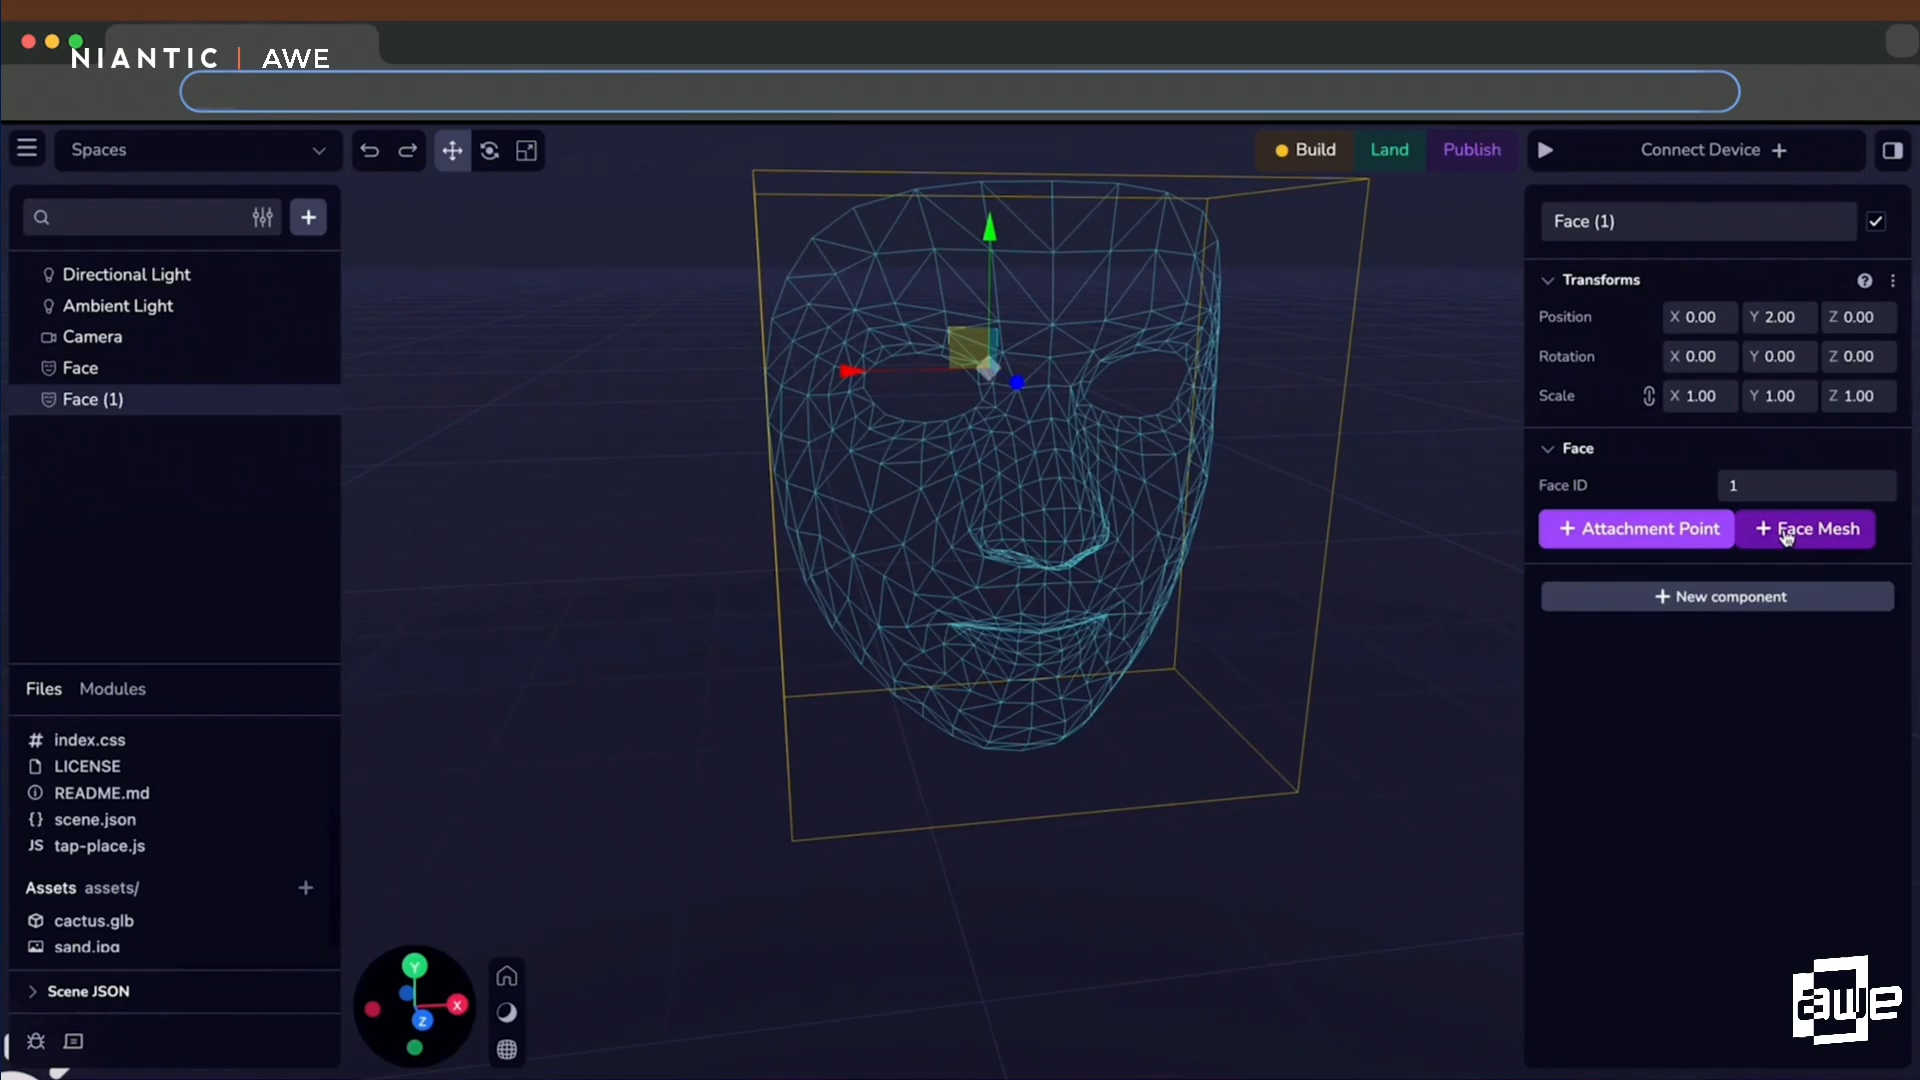 NIANTIC | AWE
Spaces
Build
Land
Publish
Connect Device +
Directional Light
Ambient Light
Camera
Face
Face (1)
Files Modules
# index.css
LICENSE
README.md
{} scene.json
JS tap-place.js
Assets assets/ +
cactus.glb
sand.jpg
Scene JSON
Y
X
Z
Face (1)
Transforms
Position X 0.00 Y 2.00 Z 0.00
Rotation X 0.00 Y 0.00 Z 0.00
Scale X 1.00 Y 1.00 Z 1.00
Face
Face ID 1
+ Attachment Point + Face Mesh
+ New component
awe